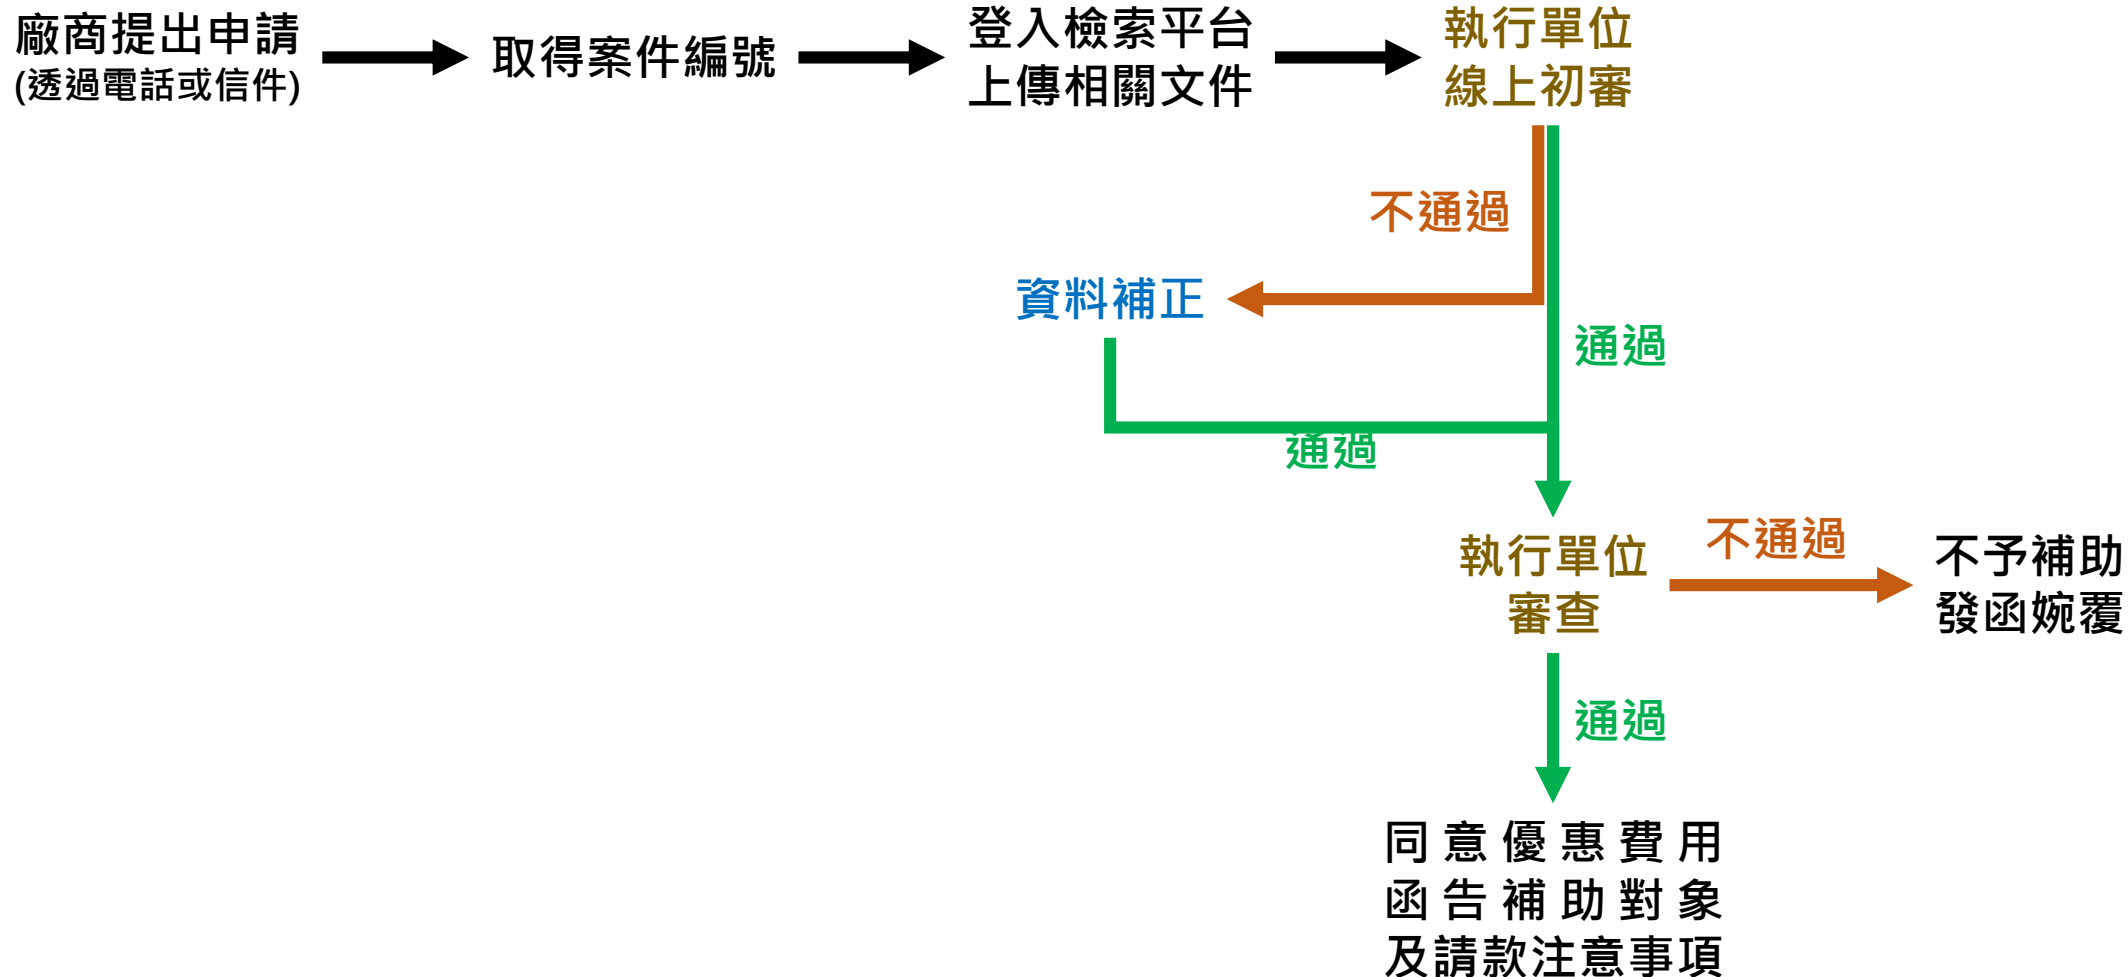 廠商提出申請
(透過電話或信件)
取得案件編號
登入檢索平台
上傳相關文件
執行單位
線上初審
不通過
資料補正
通過
通過
執行單位
審查
不通過
不予補助
發函婉覆
通過
同意優惠費用
函告補助對象
及請款注意事項